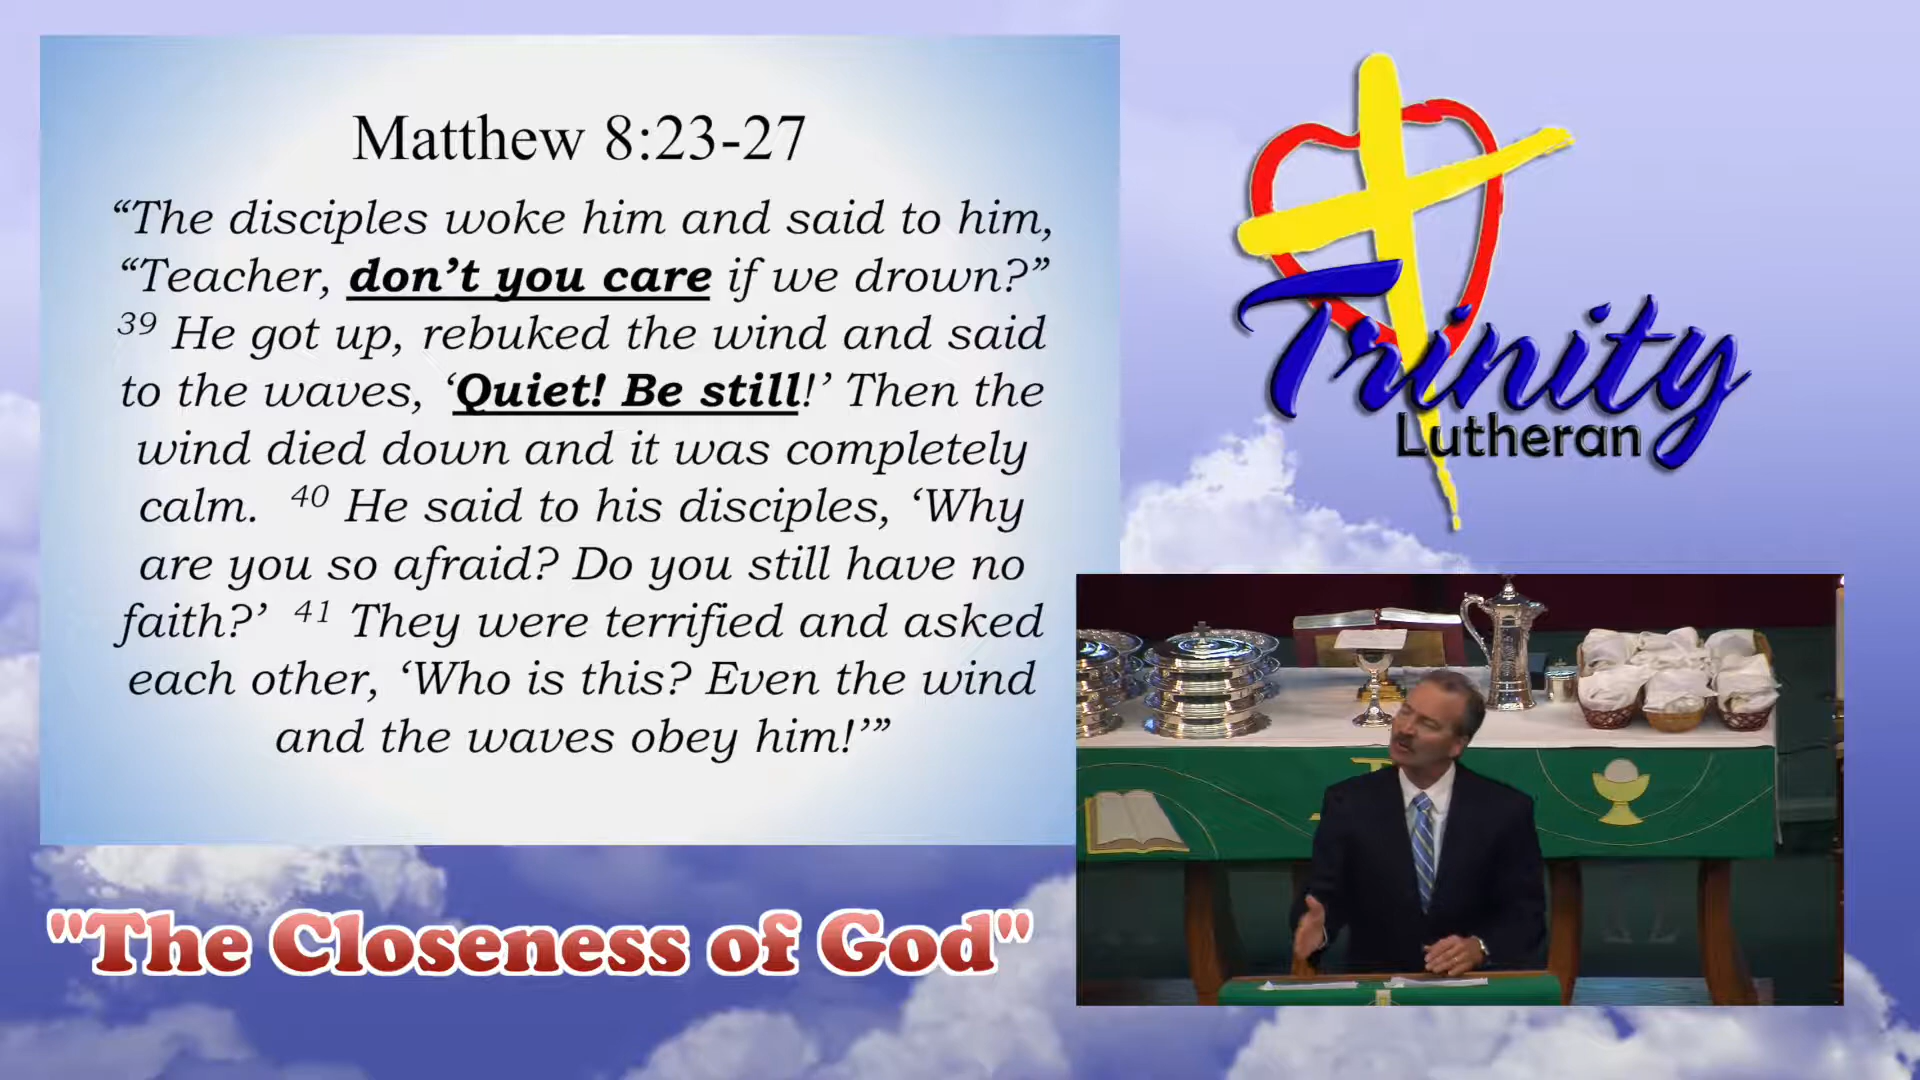 Matthew 8:23-27
“The disciples woke him and said to him,
“Teacher, don’t you care if we drown?”
39 He got up, rebuked the wind and said
to the waves, ‘Quiet! Be still!’ Then the
wind died down and it was completely
calm. 40 He said to his disciples, ‘Why
are you so afraid? Do you still have no
faith?’ 41 They were terrified and asked
each other, ‘Who is this? Even the wind
and the waves obey him!’”
Trinity
Lutheran
"The Closeness of God"